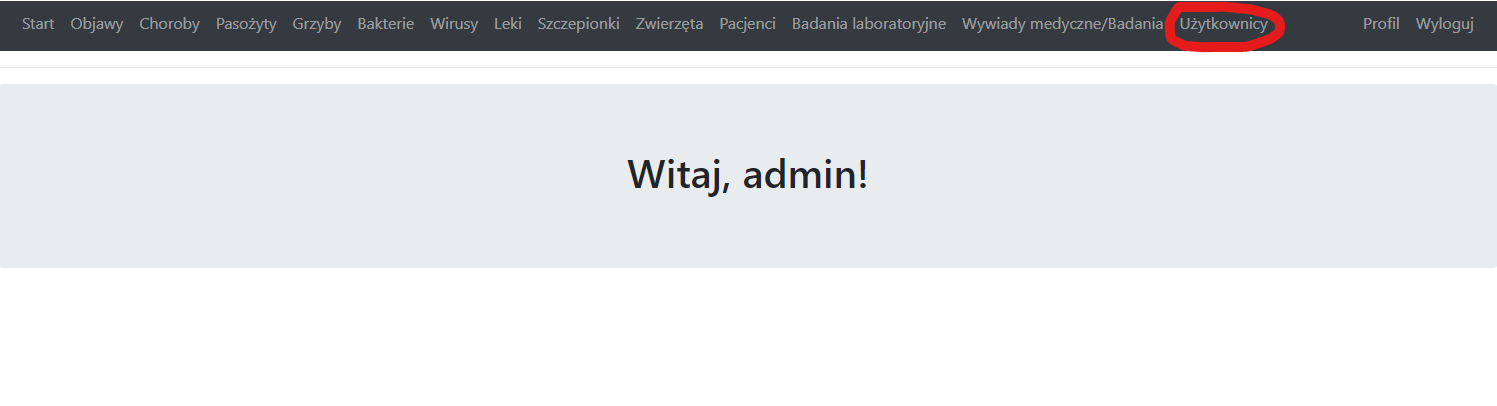 Start Objawy Choroby Pasożyty Grzyby Bakterie Wirusy Leki Szczepionki Zwierzęta Pacjenci Badania laboratoryjne Wywiady medyczne/Badania Użytkownicy Profil Wyloguj
Witaj, admin!